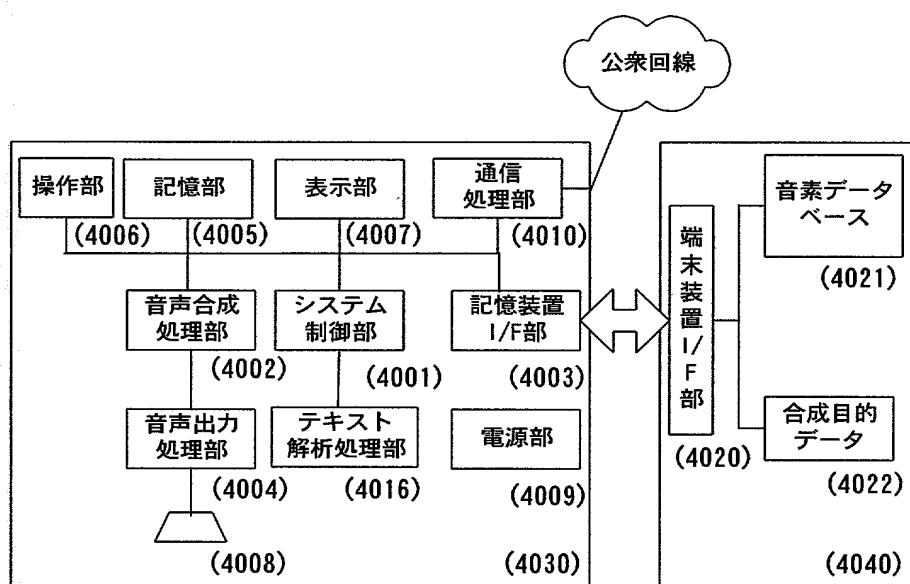 公衆回線
操作部
(4006)
記憶部
(4005)
表示部
(4007)
通信
処理部
(4010)
音声合成
処理部
(4002)
システム
制御部
(4001)
記憶装置
I/F部
(4003)
音声出力
処理部
(4004)
テキスト
解析処理部
(4016)
電源部
(4009)
(4008)
(4030)
端末装置I/F部
(4020)
音素データ
ベース
(4021)
合成目的
データ
(4022)
(4040)